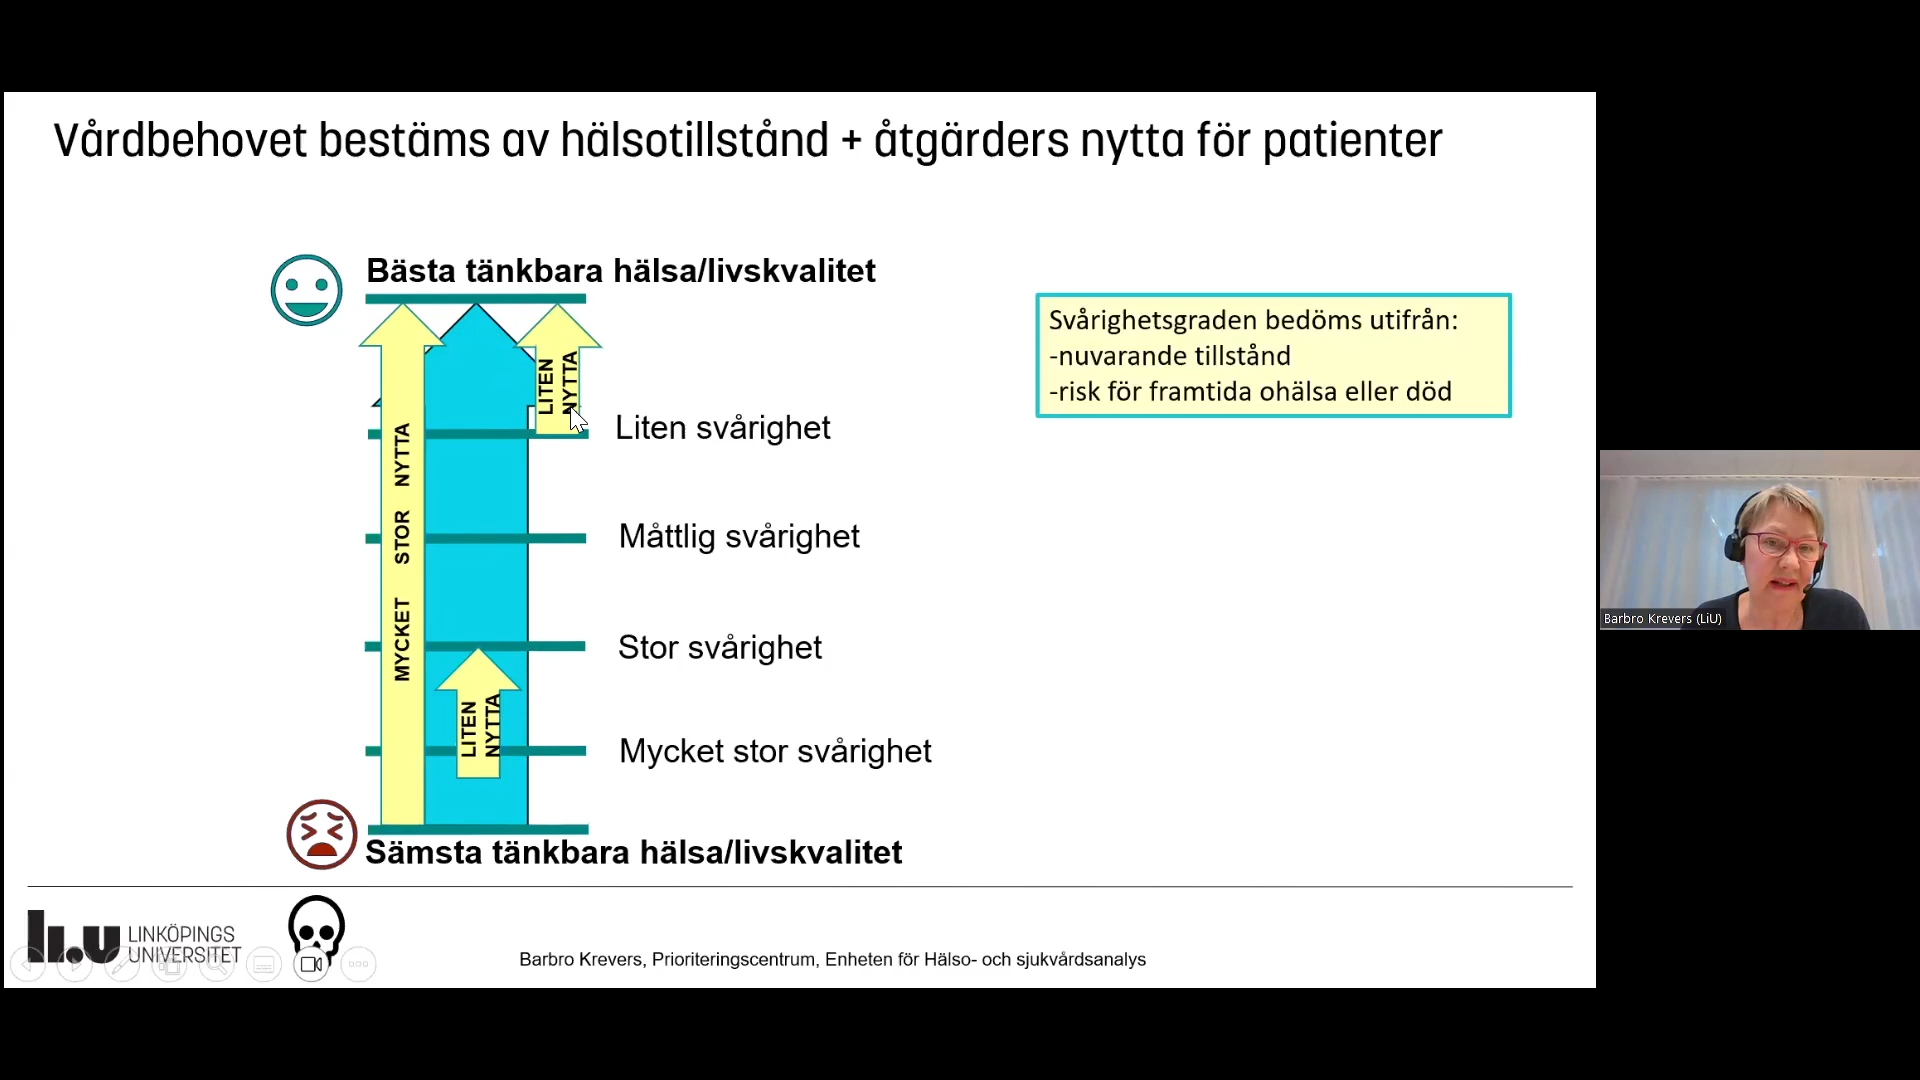 Vårdbehovet bestäms av hälsotillstånd + åtgärders nytta för patienter
Bästa tänkbara hälsa/livskvalitet
Svårighetsgraden bedöms utifrån:
-nuvarande tillstånd
-risk för framtida ohälsa eller död
MYCKET STOR NYTTA
LITEN
NYTTA
Liten svårighet
Måttlig svårighet
Stor svårighet
LITEN
NYTTA
Mycket stor svårighet
Sämsta tänkbara hälsa/livskvalitet
Barbro Krevers (LiU)
LiU LINKÖPINGS
UNIVERSITET
Barbro Krevers, Prioriteringscentrum, Enheten för Hälso- och sjukvårdsanalys